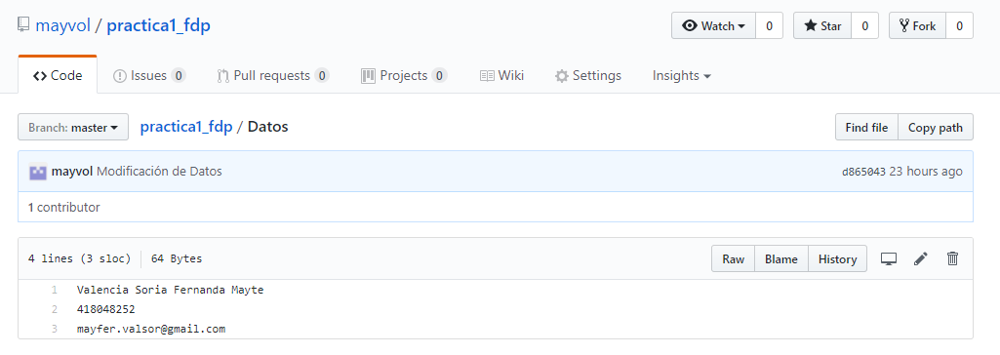 mayvol / practica1_fdp
Watch 0 Star 0 Fork 0
Code Issues 0 Pull requests 0 Projects 0 Wiki Settings Insights
Branch: master practica1_fdp / Datos Find file Copy path
mayvol Modificación de Datos d865043 23 hours ago
1 contributor
4 lines (3 sloc) 64 Bytes Raw Blame History
1 Valencia Soria Fernanda Mayte
2 418048252
3 mayfer.valsor@gmail.com